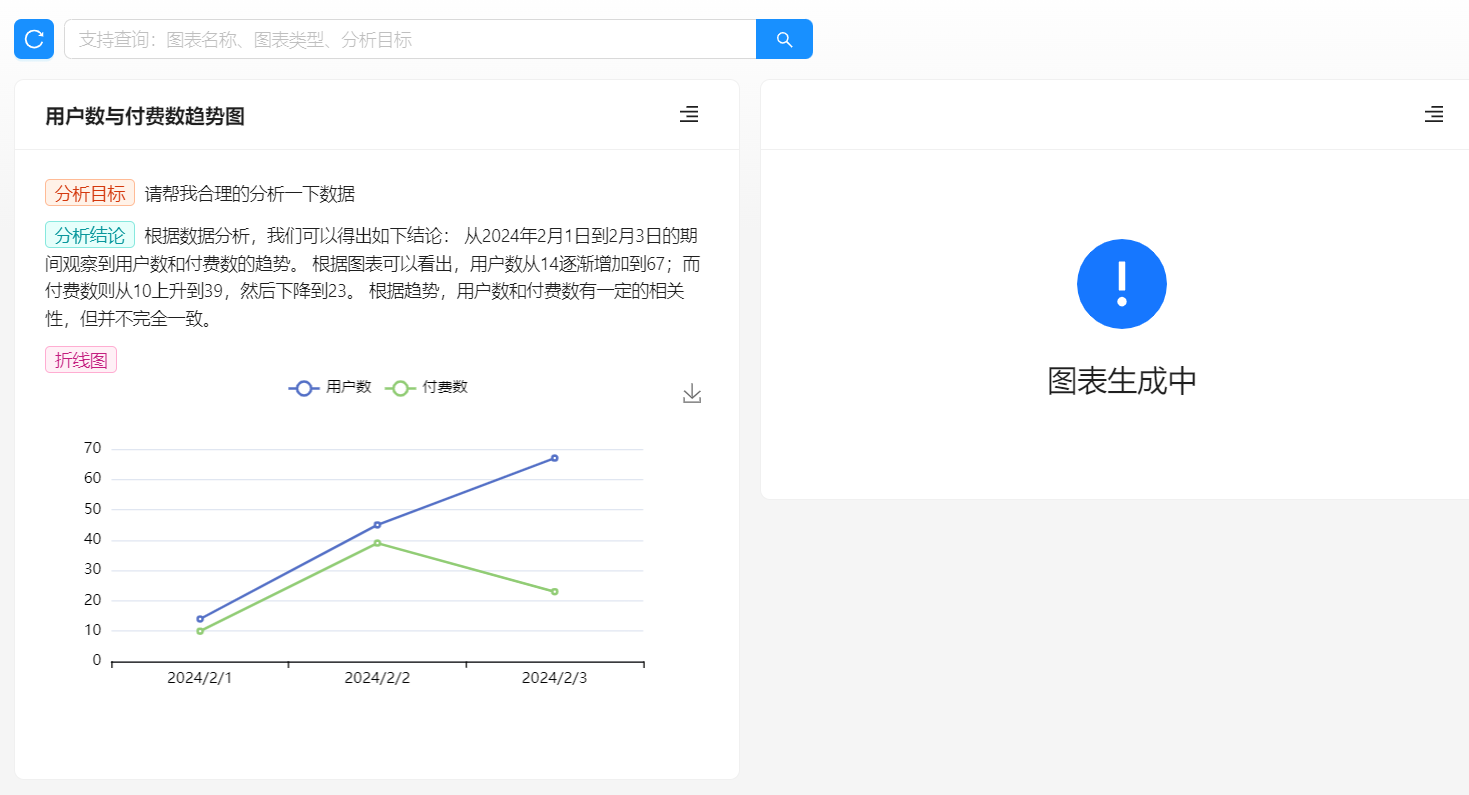 支持查询：图表名称、图表类型、分析目标
用户数与付费数趋势图
分析目标 请帮我合理的分析一下数据
分析结论 根据数据分析，我们可以得出如下结论： 从2024年2月1日到2月3日的期
间观察到用户数和付费数的趋势。 根据图表可以看出，用户数从14逐渐增加到67；而
付费数则从10上升到39，然后下降到23。 根据趋势，用户数和付费数有一定的相关
性，但并不完全一致。
折线图
用户数 付费数
70
60
50
40
30
20
10
0
2024/2/1 2024/2/2 2024/2/3
图表生成中